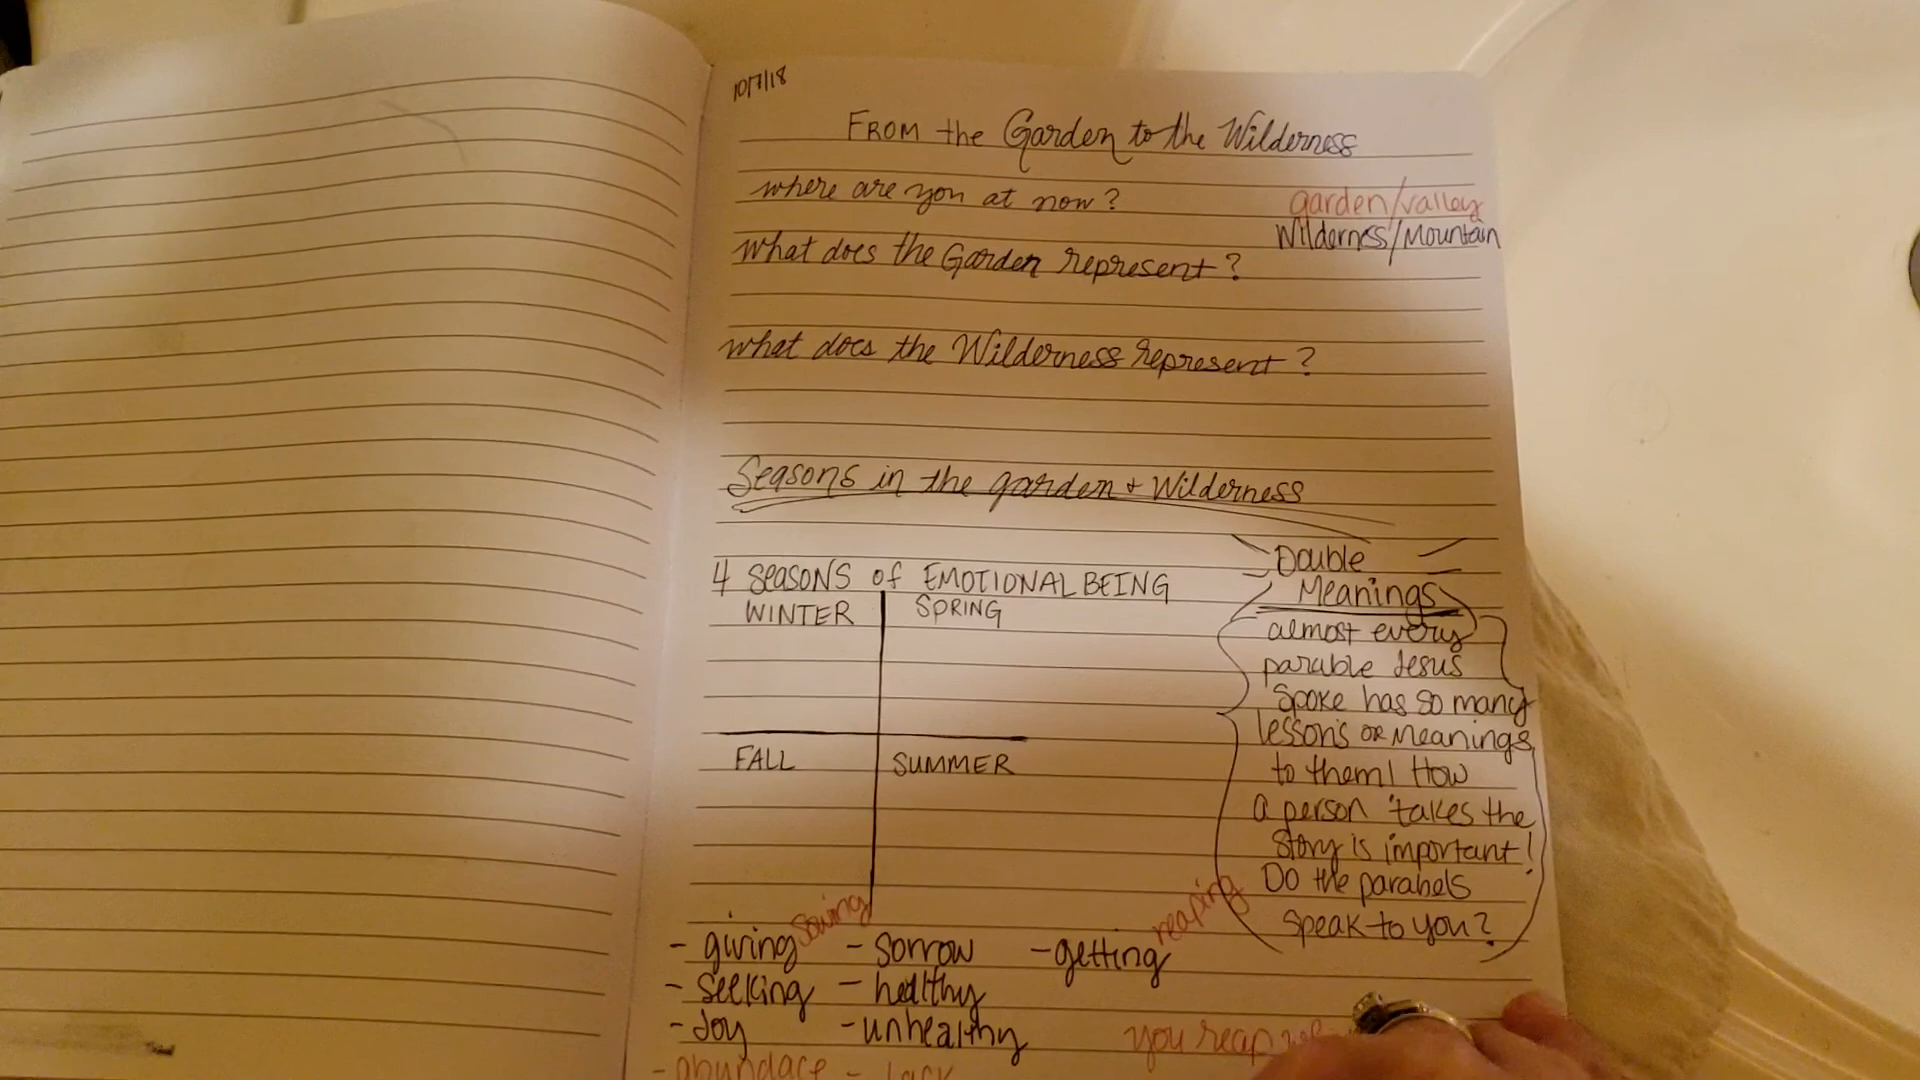 10/7/18
FROM the Garden to the Wilderness
where are you at now?
garden/valley
Wilderness/Mountain
what does the Garden represent?
what does the Wilderness represent?
Seasons in the garden + Wilderness
4 SEASONS of EMOTIONAL BEING
WINTER SPRING
FALL SUMMER
Double
Meanings
almost every
parable Jesus
Spoke has so many
lessons OR Meanings
to them! How
a person takes the
story is important!
Do the parabels
speak to you?
- giving sowing - sorrow - getting reaping
- seeking - healthy
- Joy - unhealthy
you reap
- abundace - lack